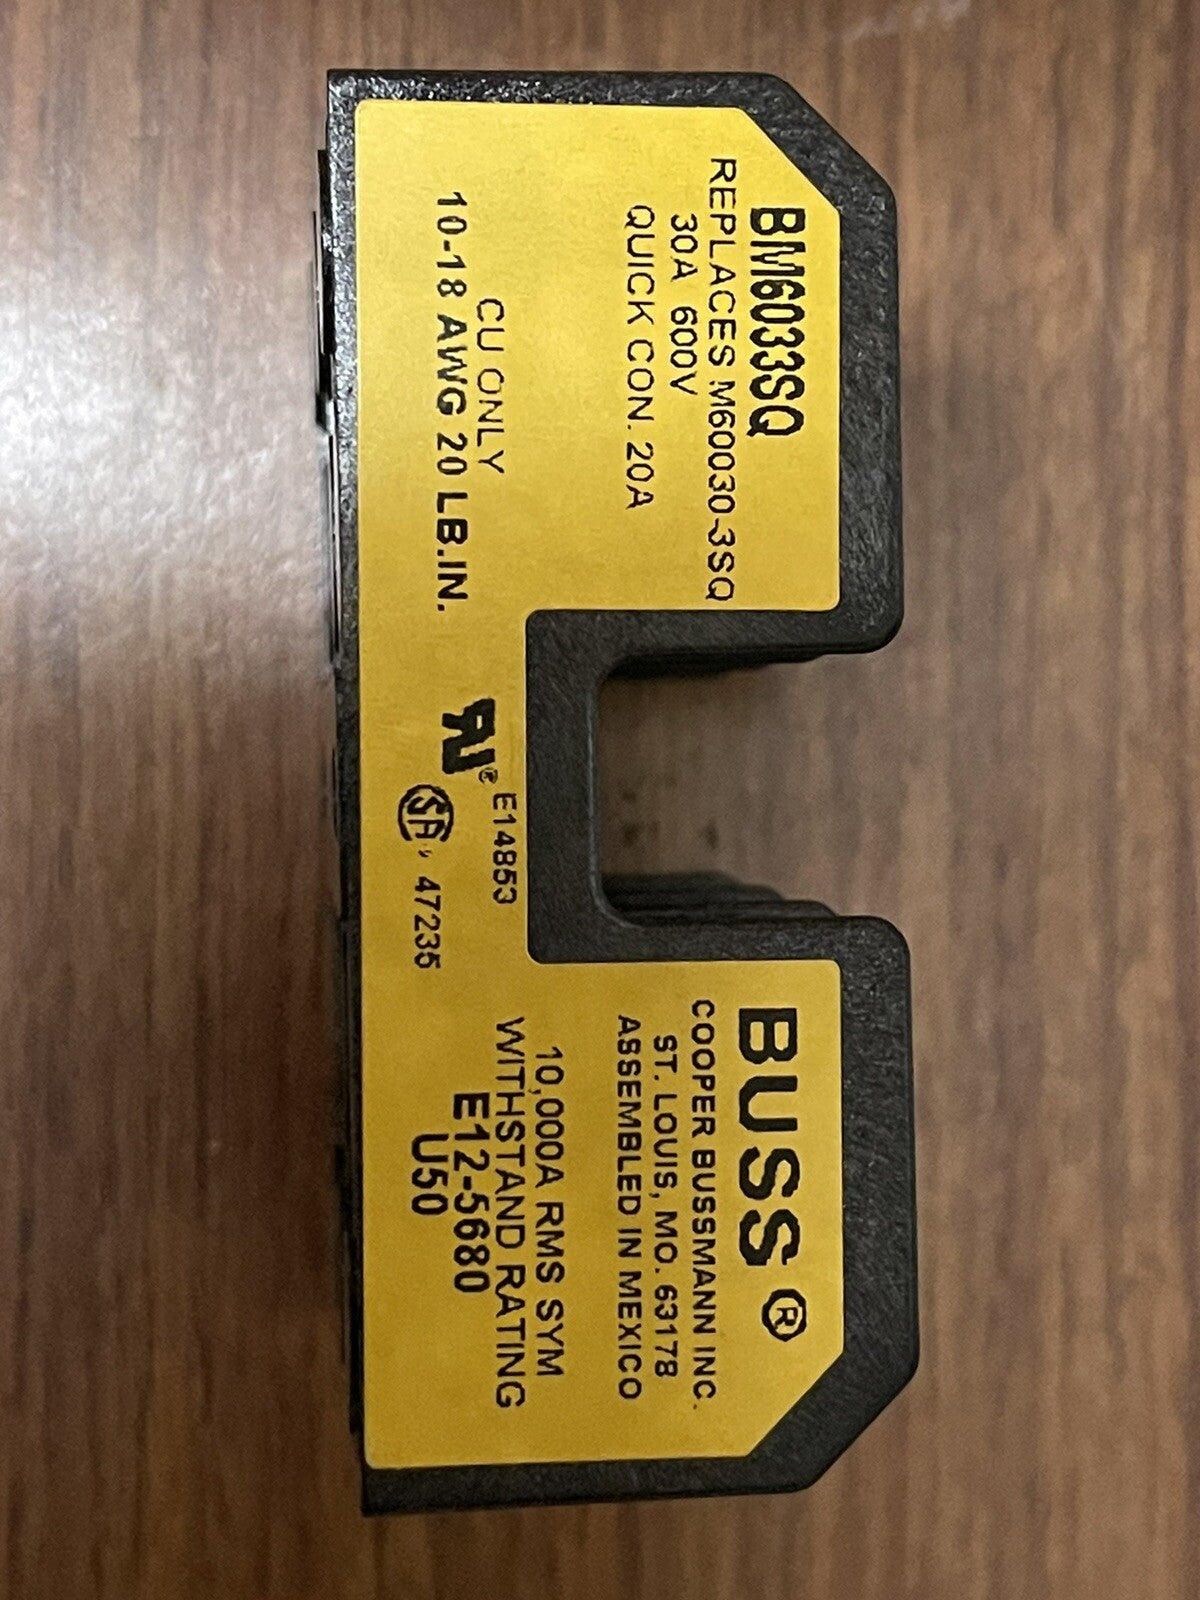 BM6033SQ
REPLACES M60030-3SQ
30A 600V
QUICK CON. 20A
CU ONLY
10-18 AWG 20 LB.IN.
RU® E14853
SA® 47235
BUSS®
COOPER BUSSMANN INC.
ST. LOUIS, MO. 63178
ASSEMBLED IN MEXICO
10,000A RMS SYM
WITHSTAND RATING
E12-5680
U50